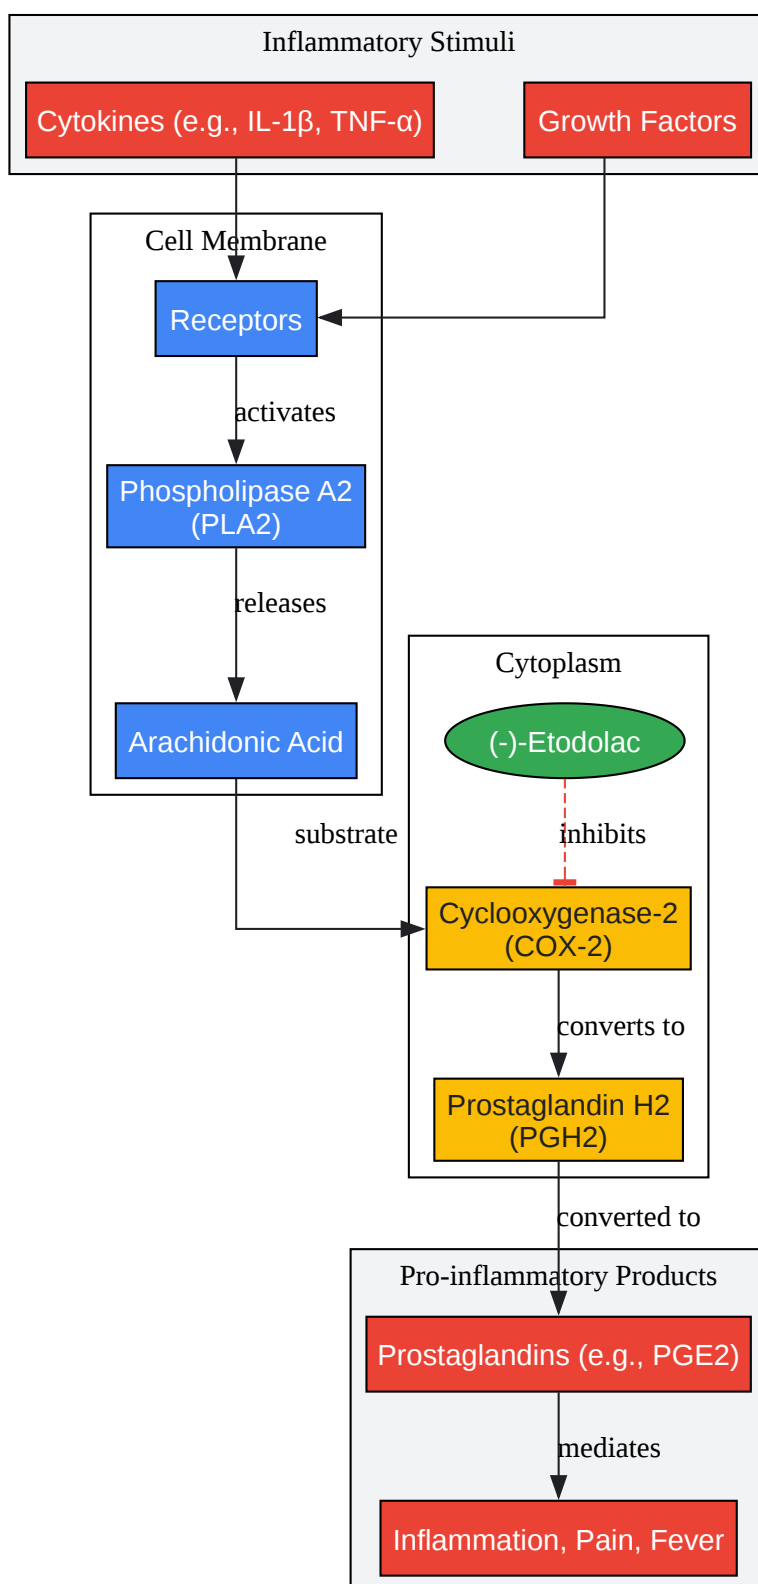 Inflammatory Stimuli
Cytokines (e.g., IL-1β, TNF-α)
Growth Factors
Cell Membrane
Receptors
activates
Phospholipase A2
(PLA2)
releases
Arachidonic Acid
Cytoplasm
(-)-Etodolac
substrate
inhibits
Cyclooxygenase-2
(COX-2)
converts to
Prostaglandin H2
(PGH2)
converted to
Pro-inflammatory Products
Prostaglandins (e.g., PGE2)
mediates
Inflammation, Pain, Fever